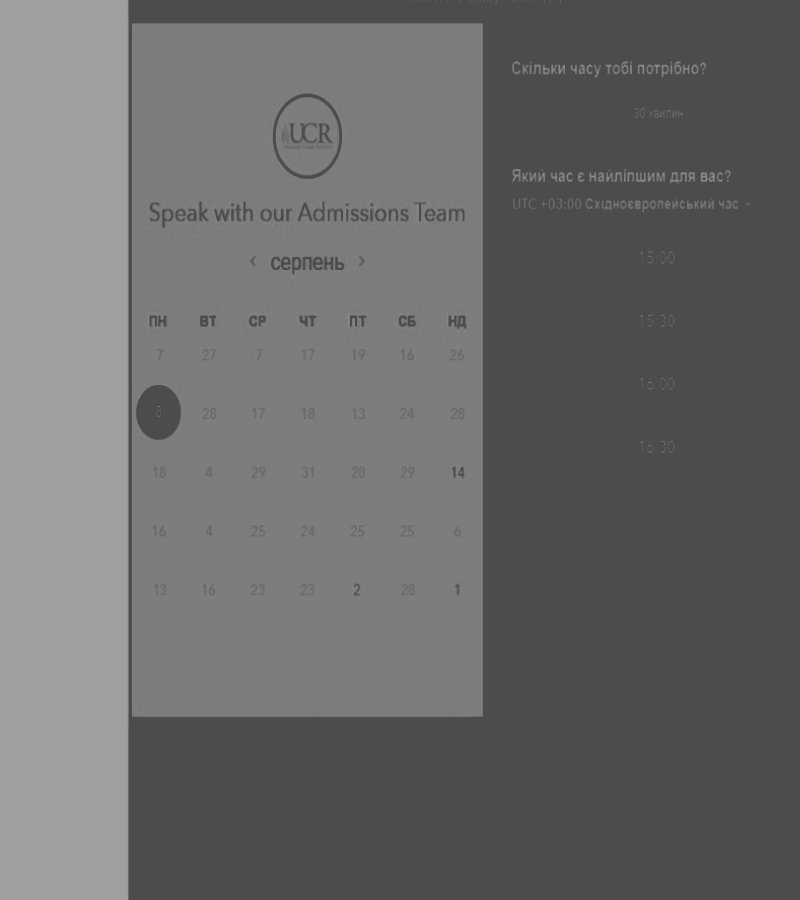 UCR
Speak with our Admissions Team
‹ серпень ›
ПН ВТ СР ЧТ ПТ СБ НД
7 27 7 17 19 16 26
8 28 17 18 13 24 28
18 4 29 31 28 29 14
16 4 25 24 25 25 6
13 16 23 23 2 28 1
Скільки часу тобі потрібно?
30 хвилин
Який час є найліпшим для вас?
UTC +03:00 Східноєвропейський час
15:00
15:30
16:00
16:30